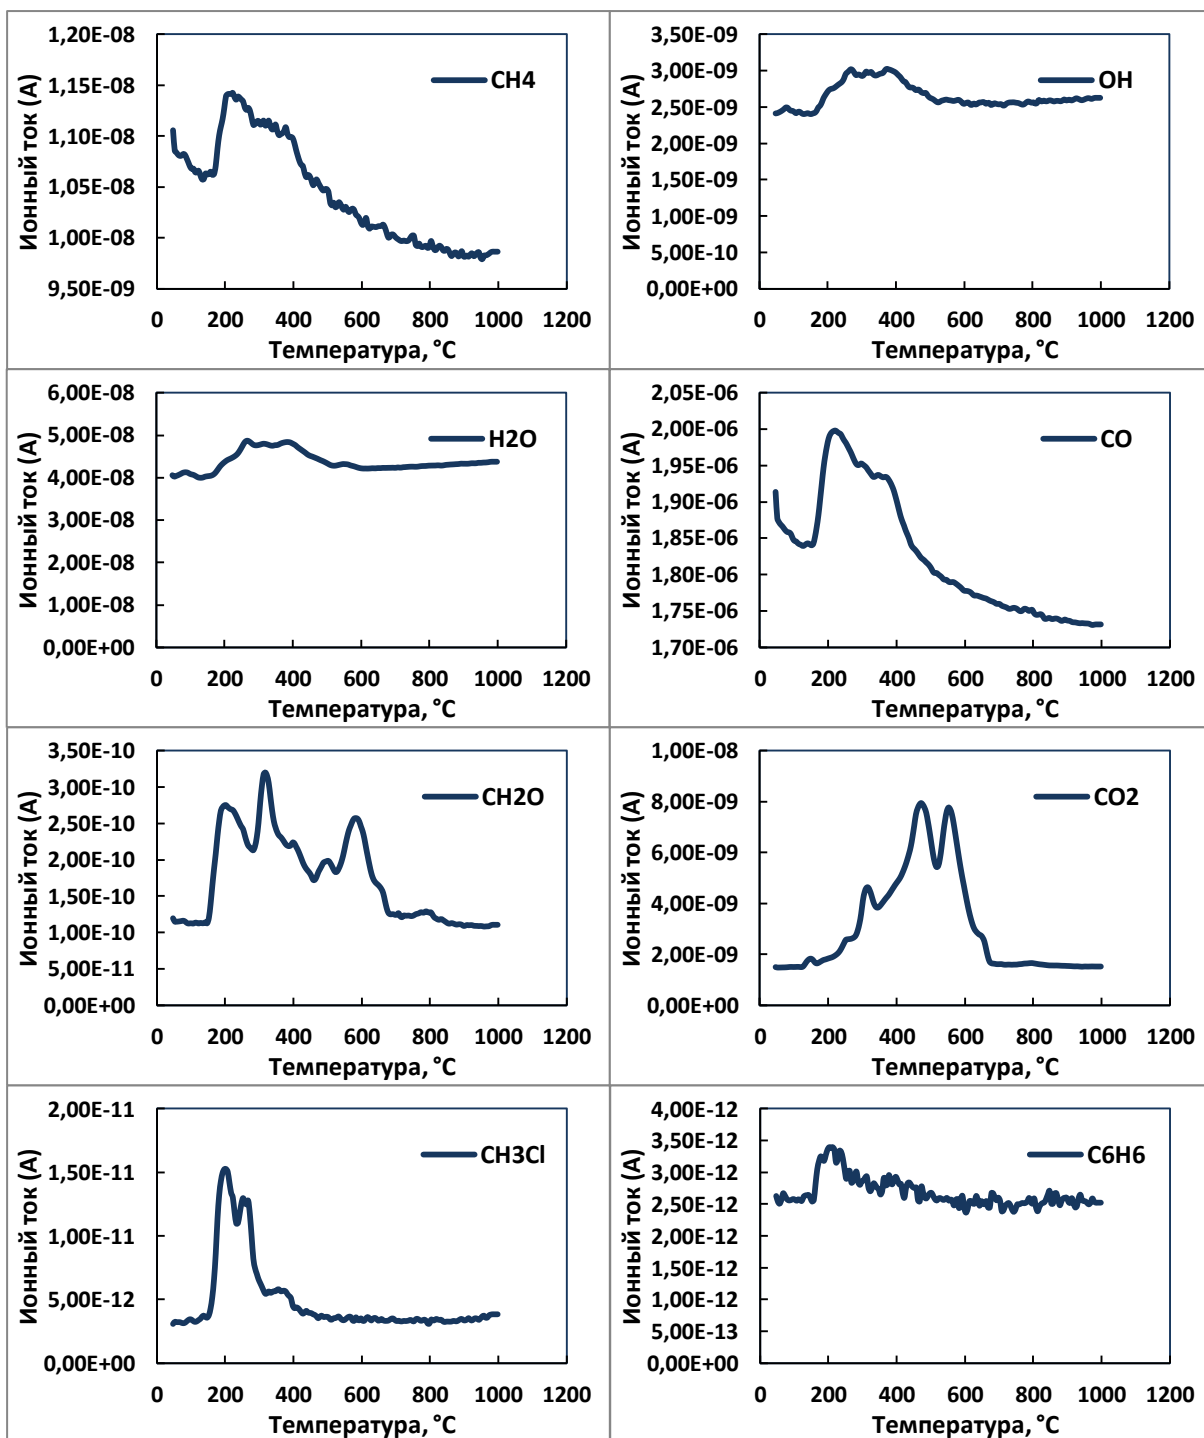 1,20E-08
1,15E-08
1,10E-08
1,05E-08
1,00E-08
9,50E-09
Ионный ток (А)
CH4
0 200 400 600 800 1000 1200
Температура, °С
3,50E-09
3,00E-09
2,50E-09
2,00E-09
1,50E-09
1,00E-09
5,00E-10
0,00E+00
Ионный ток (А)
OH
0 200 400 600 800 1000 1200
Температура, °С
6,00E-08
5,00E-08
4,00E-08
3,00E-08
2,00E-08
1,00E-08
0,00E+00
Ионный ток (А)
H2O
0 200 400 600 800 1000 1200
Температура, °С
2,05E-06
2,00E-06
1,95E-06
1,90E-06
1,85E-06
1,80E-06
1,75E-06
1,70E-06
Ионный ток (А)
CO
0 200 400 600 800 1000 1200
Температура, °С
3,50E-10
3,00E-10
2,50E-10
2,00E-10
1,50E-10
1,00E-10
5,00E-11
0,00E+00
Ионный ток (А)
CH2O
0 200 400 600 800 1000 1200
Температура, °С
1,00E-08
8,00E-09
6,00E-09
4,00E-09
2,00E-09
0,00E+00
Ионный ток (А)
CO2
0 200 400 600 800 1000 1200
Температура, °С
2,00E-11
1,50E-11
1,00E-11
5,00E-12
0,00E+00
Ионный ток (А)
CH3Cl
0 200 400 600 800 1000 1200
Температура, °С
4,00E-12
3,50E-12
3,00E-12
2,50E-12
2,00E-12
1,50E-12
1,00E-12
5,00E-13
0,00E+00
Ионный ток (А)
C6H6
0 200 400 600 800 1000 1200
Температура, °С